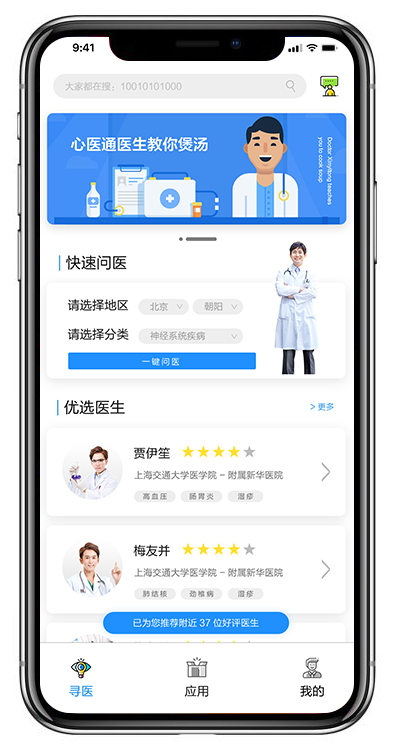 9:41
大家都在搜：10010101000
心医通医生教你煲汤
Doctor Xinyitong teaches
you to cook soup
快速问医
请选择地区 北京 朝阳
请选择分类 神经系统疾病
一键问医
优选医生 >更多
贾伊笙
上海交通大学医学院 - 附属新华医院
高血压 肠胃炎 湿疹
梅友并
上海交通大学医学院 - 附属新华医院
肺结核 劲椎病 湿疹
已为您推荐附近 37 位好评医生
寻医 应用 我的